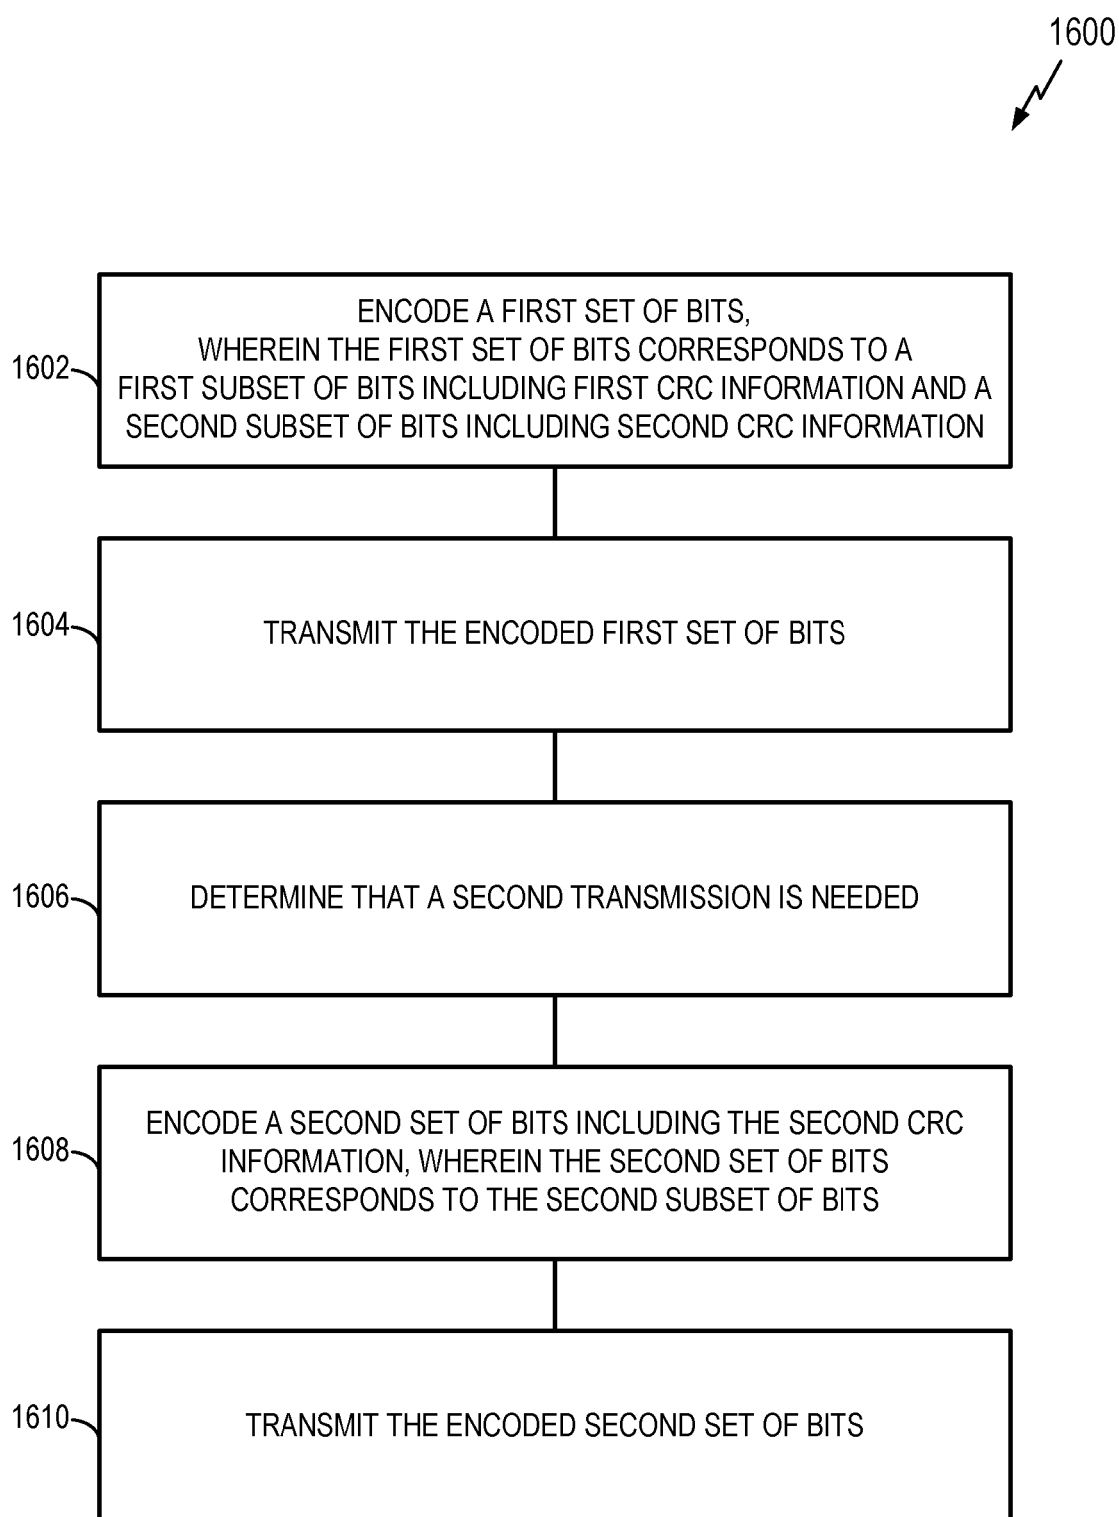 1600
1602
ENCODE A FIRST SET OF BITS,
WHEREIN THE FIRST SET OF BITS CORRESPONDS TO A
FIRST SUBSET OF BITS INCLUDING FIRST CRC INFORMATION AND A
SECOND SUBSET OF BITS INCLUDING SECOND CRC INFORMATION
1604
TRANSMIT THE ENCODED FIRST SET OF BITS
1606
DETERMINE THAT A SECOND TRANSMISSION IS NEEDED
1608
ENCODE A SECOND SET OF BITS INCLUDING THE SECOND CRC
INFORMATION, WHEREIN THE SECOND SET OF BITS
CORRESPONDS TO THE SECOND SUBSET OF BITS
1610
TRANSMIT THE ENCODED SECOND SET OF BITS